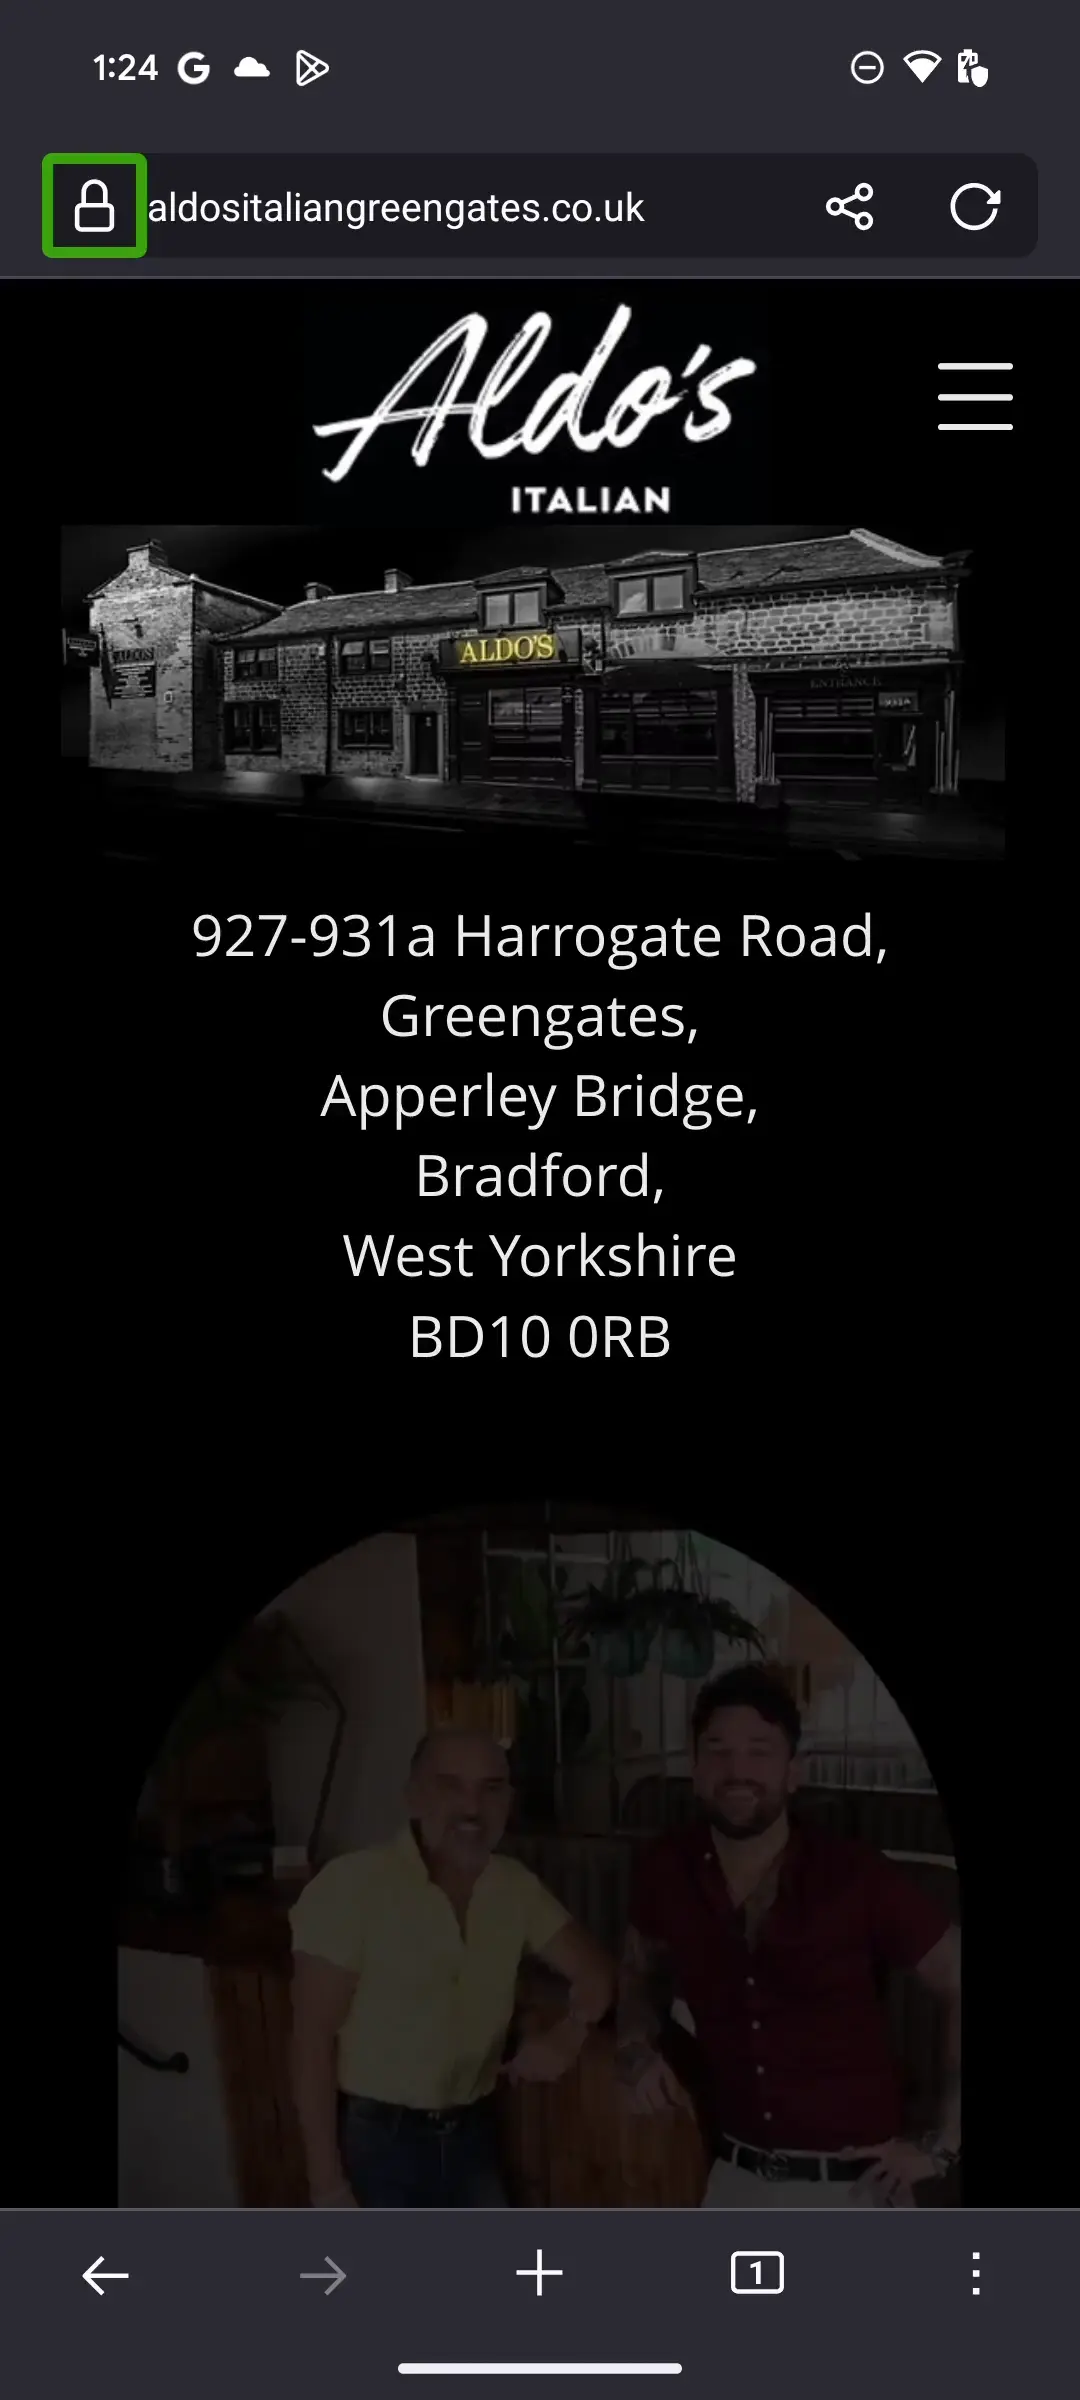 1:24
aldositaliangreengates.co.uk
Aldo's
ITALIAN
ALDO'S
ALDO'S
ENTRANCE
927-931a Harrogate Road,
Greengates,
Apperley Bridge,
Bradford,
West Yorkshire
BD10 0RB
1